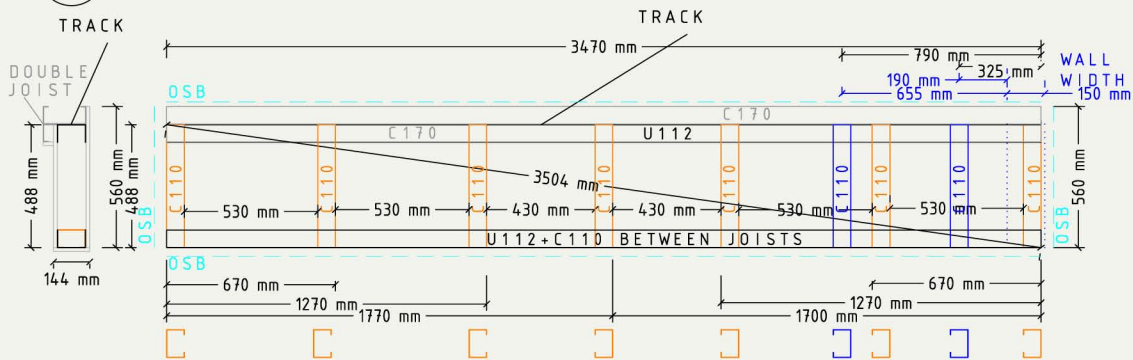 TRACK
TRACK
3470 mm
790 mm
325 mm
WALL
WIDTH
190 mm
655 mm
150 mm
DOUBLE
JOIST
OSB
C170
C170
U112
488 mm
560 mm
488 mm
C110
C110
C110
C110
C110
C110
C110
C110
C110
3504 mm
560 mm
530 mm
530 mm
430 mm
430 mm
530 mm
530 mm
OSB
U112+C110 BETWEEN JOISTS
OSB
144 mm
670 mm
670 mm
1270 mm
1270 mm
1770 mm
1700 mm